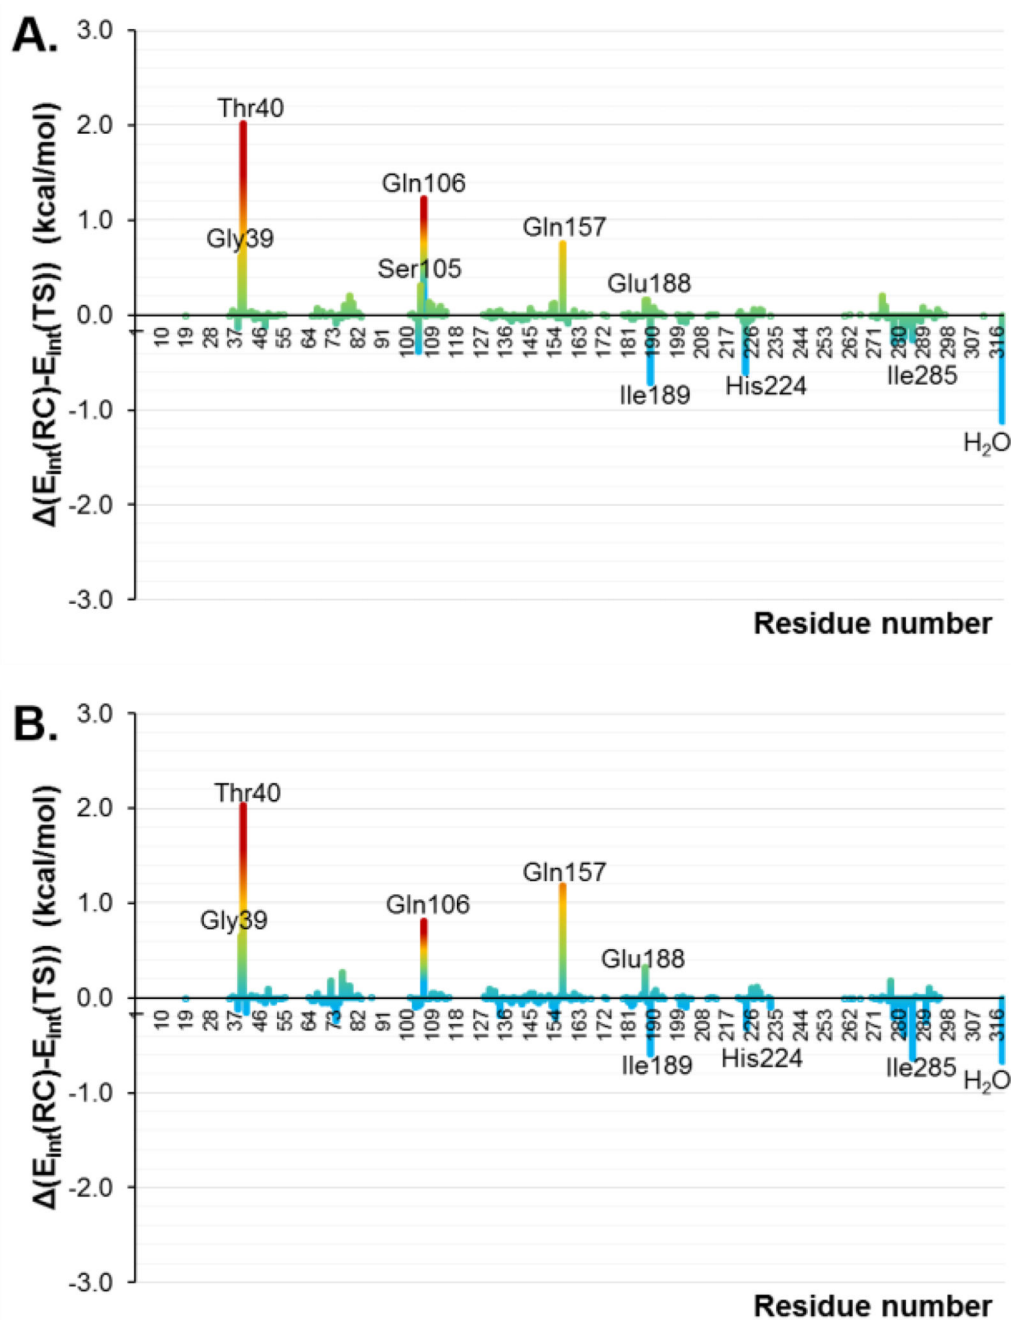 A.
Δ(Eint(RC)-Eint(TS)) (kcal/mol)
3.0
2.0
1.0
0.0
-1.0
-2.0
-3.0
Thr40
Gly39
Gln106
Ser105
Gln157
Glu188
Ile189
His224
Ile285
H₂O
1 10 19 28 37 46 55 64 73 82 91 100 109 118 127 136 145 154 163 172 181 190 199 208 217 226 235 244 253 262 271 280 289 298 307 316
Residue number
B.
Δ(Eint(RC)-Eint(TS)) (kcal/mol)
3.0
2.0
1.0
0.0
-1.0
-2.0
-3.0
Thr40
Gly39
Gln106
Gln157
Glu188
Ile189
His224
Ile285
H₂O
1 10 19 28 37 46 55 64 73 82 91 100 109 118 127 136 145 154 163 172 181 190 199 208 217 226 235 244 253 262 271 280 289 298 307 316
Residue number